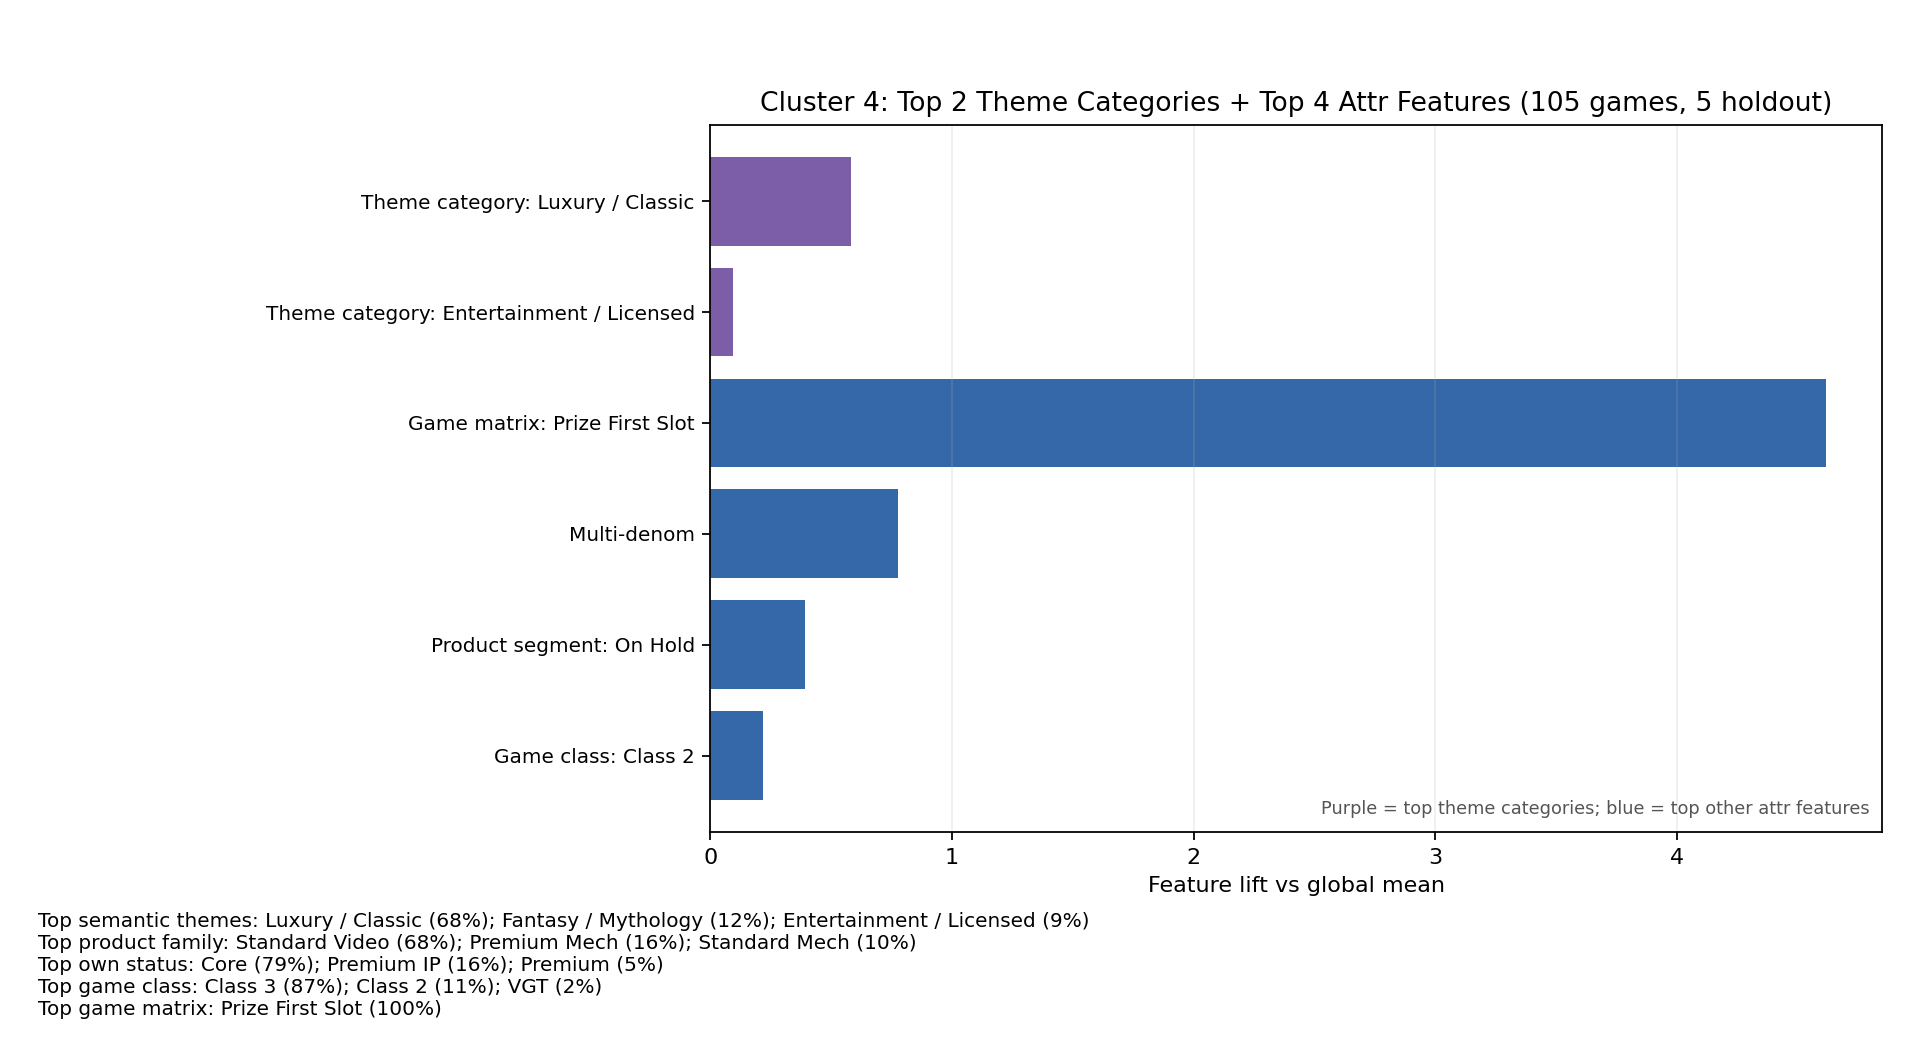 Cluster 4: Top 2 Theme Categories + Top 4 Attr Features (105 games, 5 holdout)
Theme category: Luxury / Classic
Theme category: Entertainment / Licensed
Game matrix: Prize First Slot
Multi-denom
Product segment: On Hold
Game class: Class 2
Purple = top theme categories; blue = top other attr features
0 1 2 3 4
Feature lift vs global mean
Top semantic themes: Luxury / Classic (68%); Fantasy / Mythology (12%); Entertainment / Licensed (9%)
Top product family: Standard Video (68%); Premium Mech (16%); Standard Mech (10%)
Top own status: Core (79%); Premium IP (16%); Premium (5%)
Top game class: Class 3 (87%); Class 2 (11%); VGT (2%)
Top game matrix: Prize First Slot (100%)